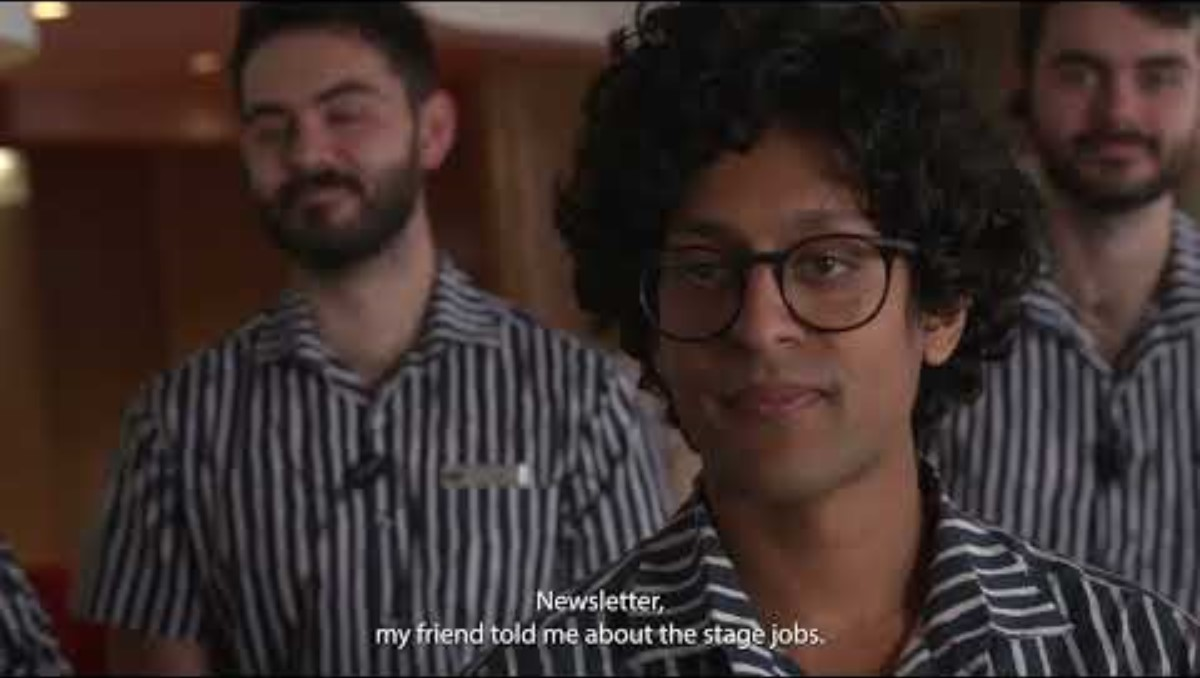 Newsletter,
my friend told me about the stage jobs.